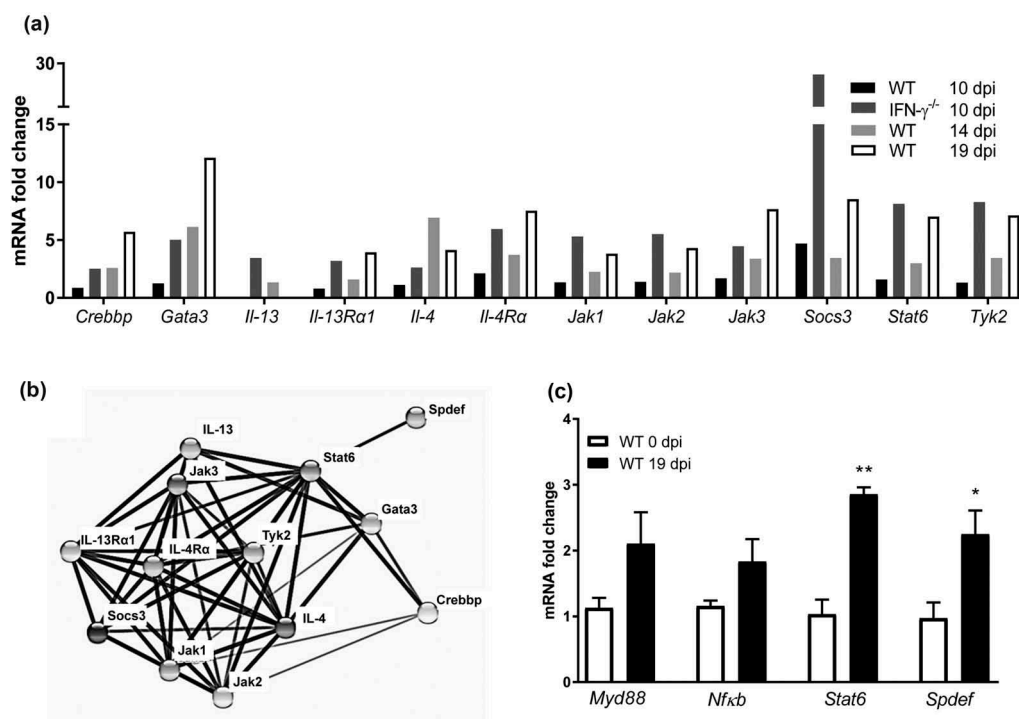 (a)
mRNA fold change
30
15
10
5
0
WT 10 dpi
IFN-γ-/- 10 dpi
WT 14 dpi
WT 19 dpi
Crebbp Gata3 Il-13 Il-13Rα1 Il-4 Il-4Rα Jak1 Jak2 Jak3 Socs3 Stat6 Tyk2
(b)
Spdef
IL-13
Stat6
Jak3
Gata3
Tyk2
IL-13Rα1
IL-4Rα
Crebbp
Socs3
IL-4
Jak1
Jak2
(c)
mRNA fold change
4
3
2
1
0
WT 0 dpi
WT 19 dpi
**
*
Myd88 Nfκb Stat6 Spdef